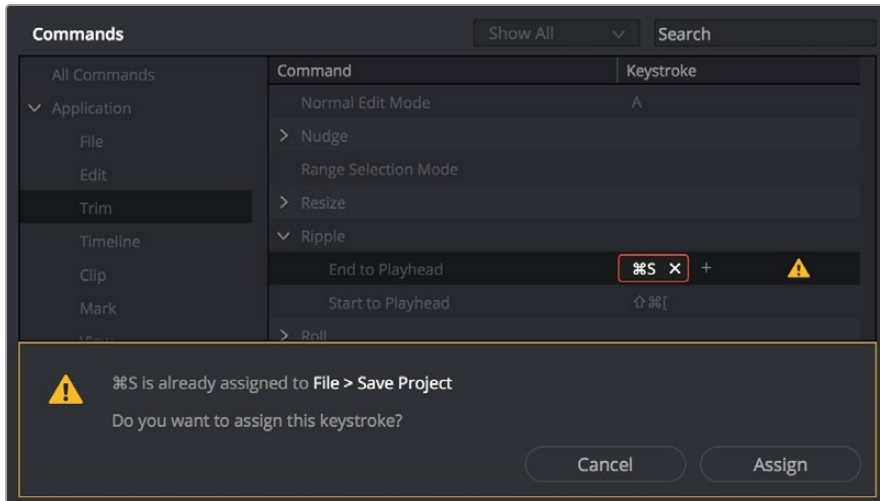 Commands
Show All
Search
All Commands
Command
Keystroke
Application
Normal Edit Mode
A
File
Nudge
Edit
Range Selection Mode
Trim
Resize
Timeline
Ripple
Clip
End to Playhead
⌘S ✕ +
Mark
Start to Playhead
⇧⌘[
View
Roll
⌘S is already assigned to File > Save Project
Do you want to assign this keystroke?
Cancel
Assign